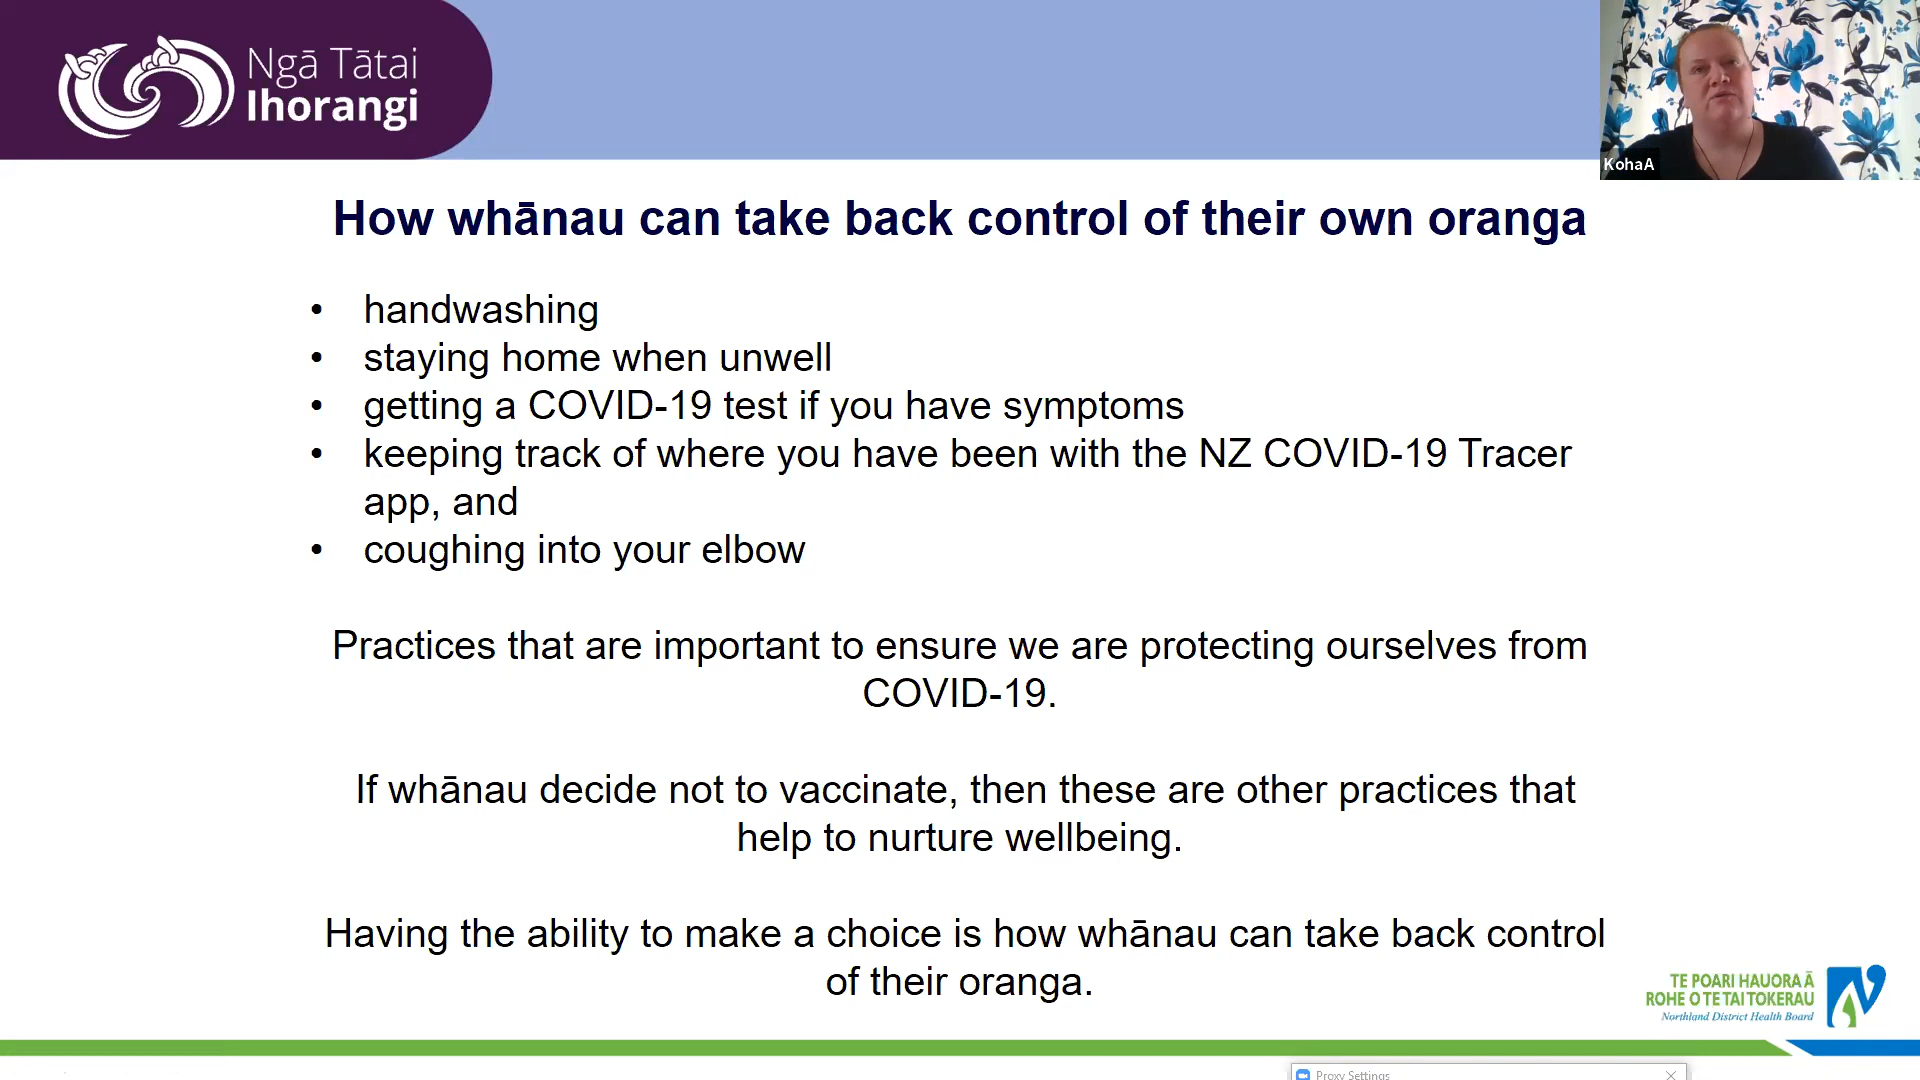 Ngā Tātai
Ihorangi
KohaA
How whānau can take back control of their own oranga
• handwashing
• staying home when unwell
• getting a COVID-19 test if you have symptoms
• keeping track of where you have been with the NZ COVID-19 Tracer
app, and
• coughing into your elbow
Practices that are important to ensure we are protecting ourselves from
COVID-19.
If whānau decide not to vaccinate, then these are other practices that
help to nurture wellbeing.
Having the ability to make a choice is how whānau can take back control
of their oranga.
TE POARI HAUORA Ā
ROHE O TE TAI TOKERAU
Northland District Health Board
Proxy Settings